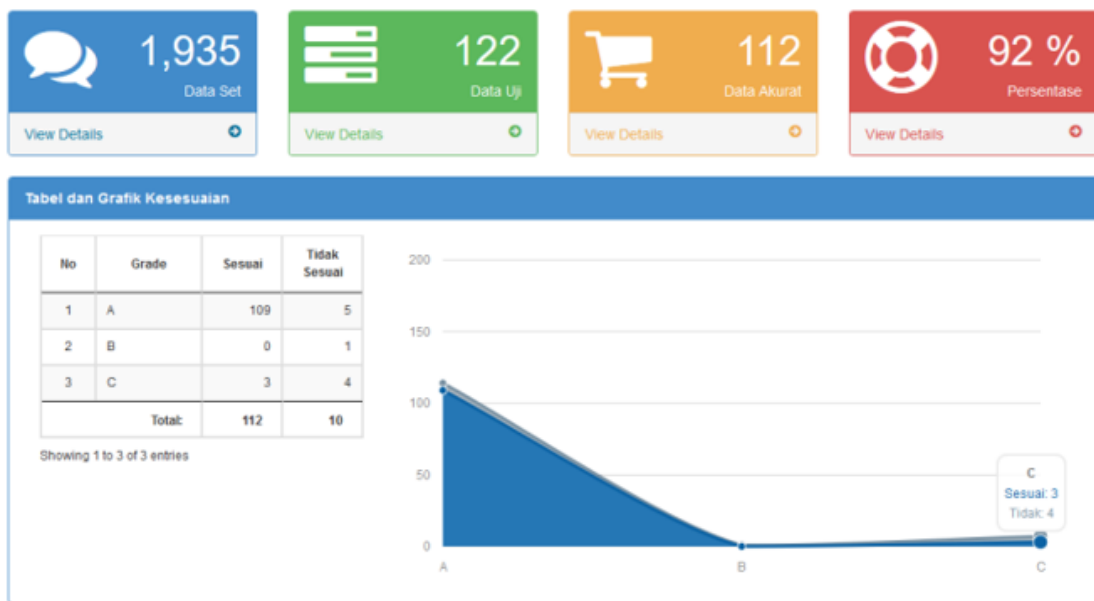 1,935
Data Set
View Details
122
Data Uji
View Details
112
Data Akurat
View Details
92 %
Persentase
View Details
Tabel dan Grafik Kesesuaian
No Grade Sesuai Tidak Sesuai
1 A 109 5
2 B 0 1
3 C 3 4
Total: 112 10
Showing 1 to 3 of 3 entries
200
150
100
50
0
A B C
C
Sesuai: 3
Tidak: 4